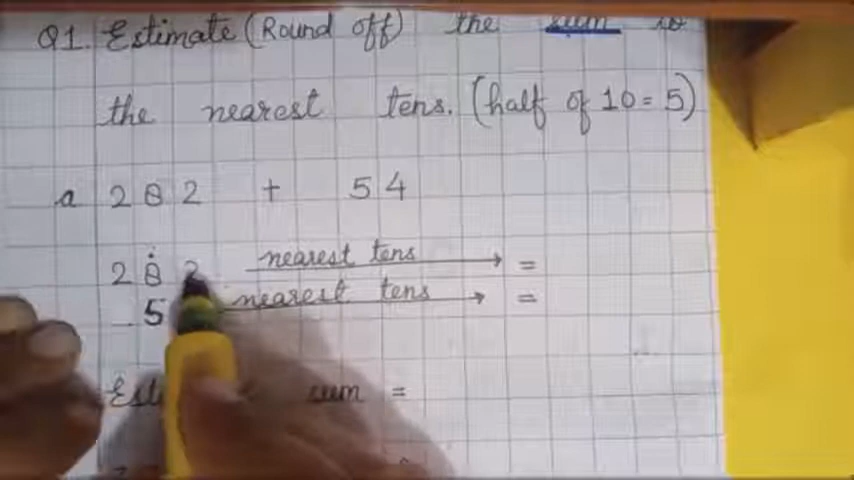 Q1. Estimate (Round off) the sum to
the nearest tens. (half of 10 = 5)
a 282 + 54
282 nearest tens =
5 nearest tens =
sum =